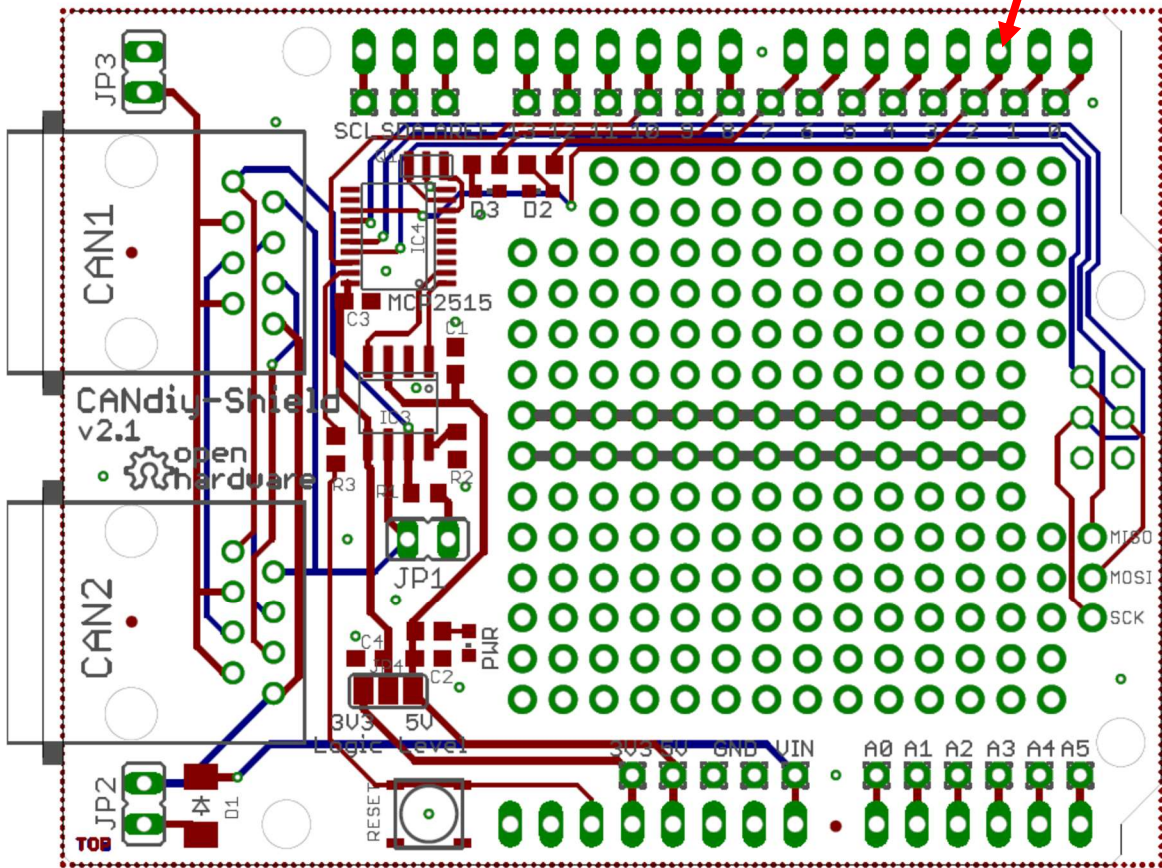 JP3
SCL SDA AREF 13 12 11 10 9 8 7 6 5 4 3 2 1 0
Q1
CAN1
D3 D2
IC4
MCP2515
C3
C1
CANdiy-Shield
v2.1
open
hardware
IC3
R3
R1
R2
JP1
MISO
MOSI
SCK
CAN2
C4
JP4
C2
PWR
3V3 5V
Logic Level
3V3 5V GND VIN A0 A1 A2 A3 A4 A5
JP2
D1
RESET